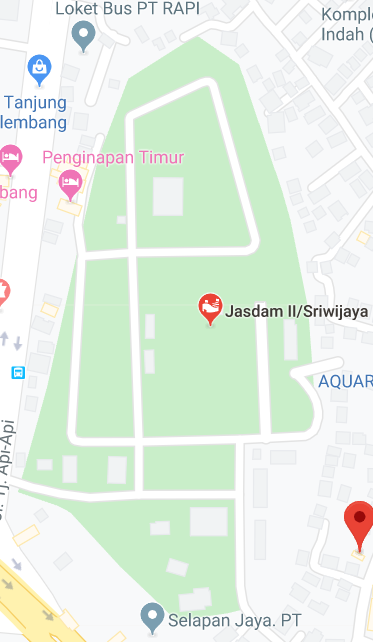 Loket Bus PT RAPI
Komple
Indah (
Tanjung
lembang
Penginapan Timur
bang
Jasdam II/Sriwijaya
AQUAR
Jl. Tj. Api-Api
Selapan Jaya. PT